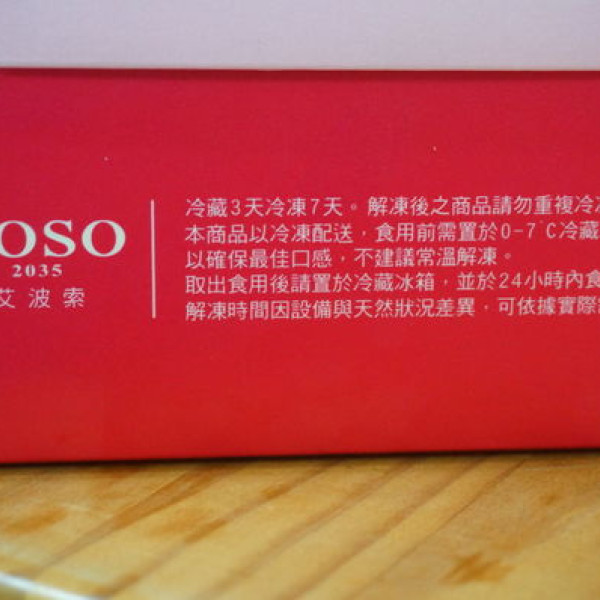 OSO
2035
艾波索
冷藏3天冷凍7天。解凍後之商品請勿重複冷
本商品以冷凍配送，食用前需置於0-7℃冷藏
以確保最佳口感，不建議常溫解凍。
取出食用後請置於冷藏冰箱，並於24小時內食
解凍時間因設備與天然狀況差異，可依據實際